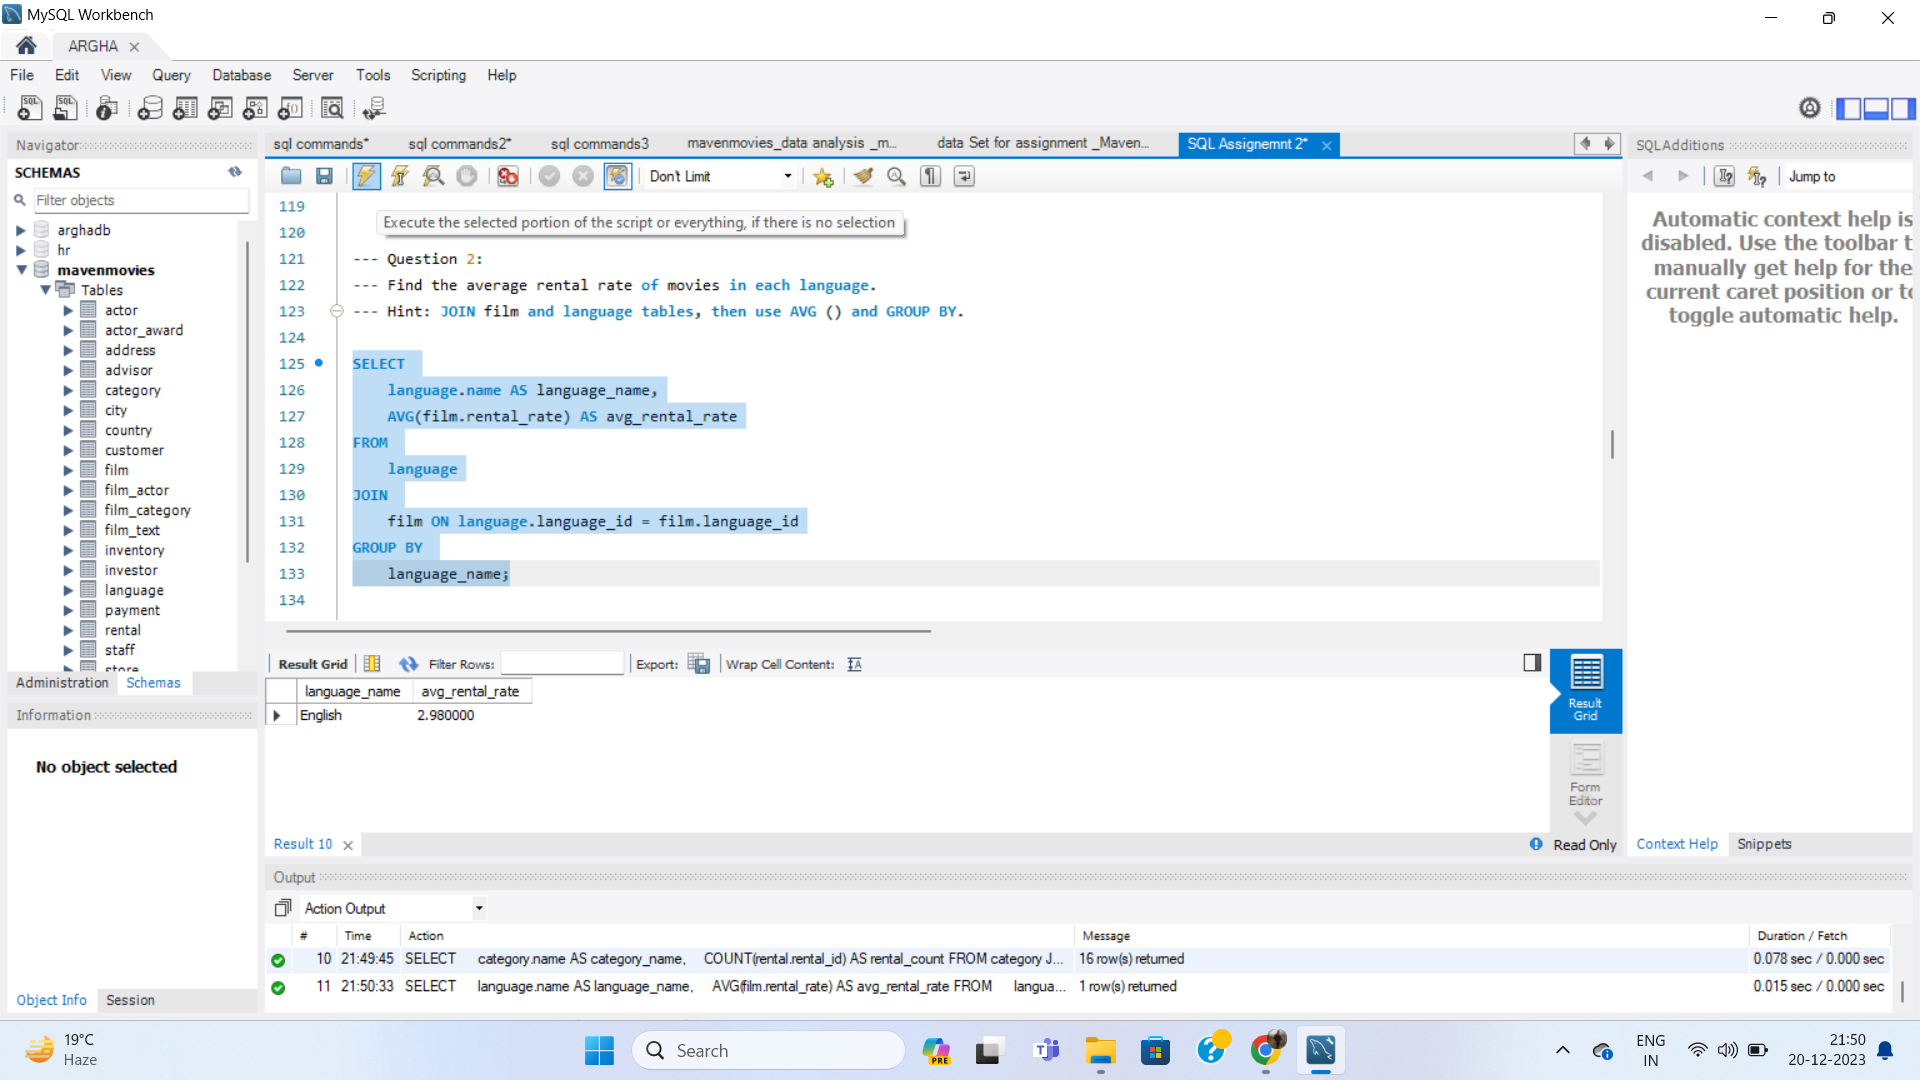 MySQL Workbench
ARGHA
File Edit View Query Database Server Tools Scripting Help
Navigator
SCHEMAS
Filter objects
arghadb
hr
mavenmovies
Tables
actor
actor_award
address
advisor
category
city
country
customer
film
film_actor
film_category
film_text
inventory
investor
language
payment
rental
staff
store
Administration Schemas
Information
No object selected
Object Info Session
sql commands* sql commands2* sql commands3 mavenmovies_data analysis _m... data Set for assignment _Maven... SQL Assignemnt 2*
Don't Limit
Execute the selected portion of the script or everything, if there is no selection
119
120
121 --- Question 2:
122 --- Find the average rental rate of movies in each language.
123 --- Hint: JOIN film and language tables, then use AVG () and GROUP BY.
124
125 SELECT
126 language.name AS language_name,
127 AVG(film.rental_rate) AS avg_rental_rate
128 FROM
129 language
130 JOIN
131 film ON language.language_id = film.language_id
132 GROUP BY
133 language_name;
134
Result Grid Filter Rows: Export: Wrap Cell Content:
language_name avg_rental_rate
English 2.980000
Result Grid
Form Editor
Result 10
Read Only
SQLAdditions
Jump to
Automatic context help is
disabled. Use the toolbar t
manually get help for the
current caret position or to
toggle automatic help.
Context Help Snippets
Output
Action Output
# Time Action Message Duration / Fetch
10 21:49:45 SELECT category.name AS category_name, COUNT(rental.rental_id) AS rental_count FROM category J... 16 row(s) returned 0.078 sec / 0.000 sec
11 21:50:33 SELECT language.name AS language_name, AVG(film.rental_rate) AS avg_rental_rate FROM langua... 1 row(s) returned 0.015 sec / 0.000 sec
19°C
Haze
Search
PRE
ENG
IN
21:50
20-12-2023